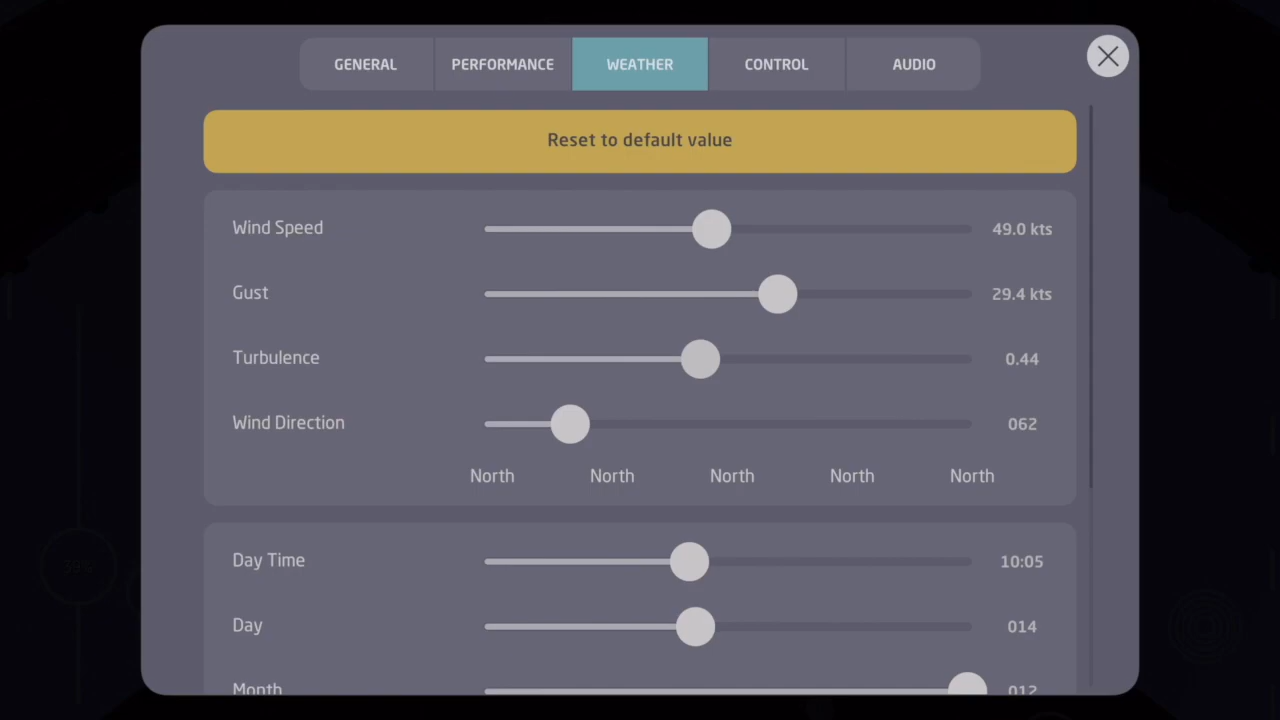 GENERAL PERFORMANCE WEATHER CONTROL AUDIO
Reset to default value
Wind Speed 49.0 kts
Gust 29.4 kts
Turbulence 0.44
Wind Direction 062
North North North North North
Day Time 10:05
Day 014
Month 012